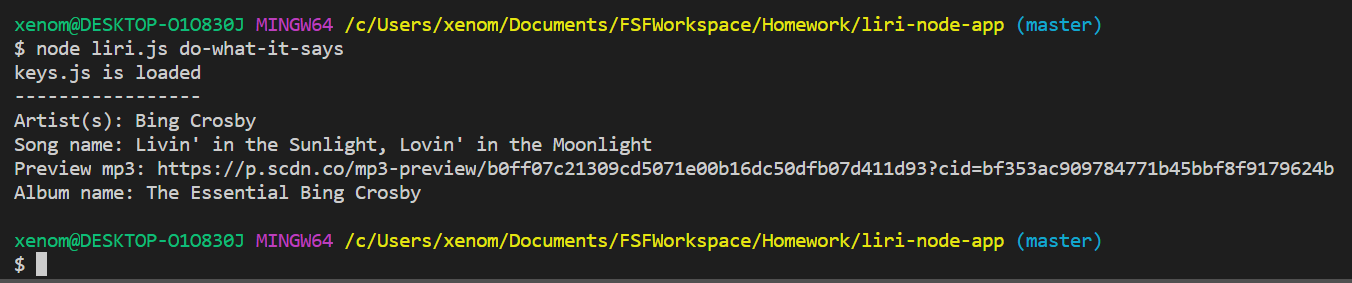 xenom@DESKTOP-O1O830J MINGW64 /c/Users/xenom/Documents/FSFWorkspace/Homework/liri-node-app (master)
$ node liri.js do-what-it-says
keys.js is loaded
-----------------
Artist(s): Bing Crosby
Song name: Livin' in the Sunlight, Lovin' in the Moonlight
Preview mp3: https://p.scdn.co/mp3-preview/b0ff07c21309cd5071e00b16dc50dfb07d411d93?cid=bf353ac909784771b45bbf8f9179624b
Album name: The Essential Bing Crosby
xenom@DESKTOP-O1O830J MINGW64 /c/Users/xenom/Documents/FSFWorkspace/Homework/liri-node-app (master)
$